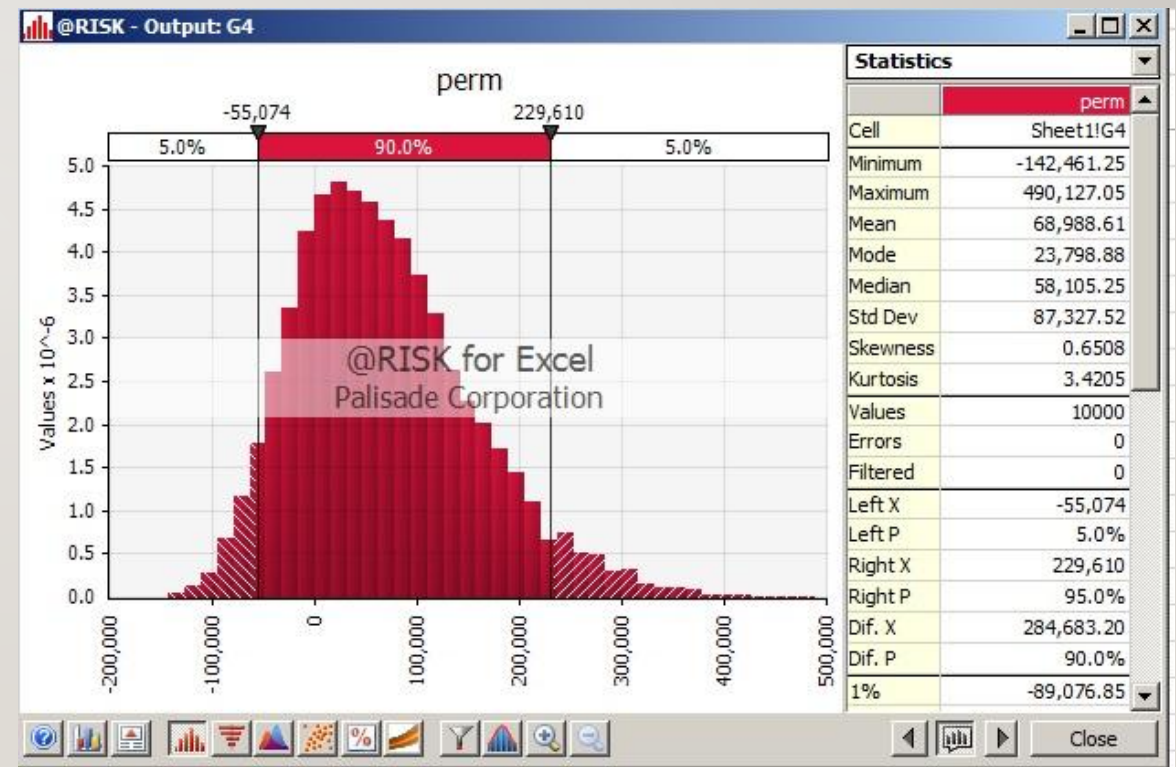 @RISK - Output: G4
perm
-55,074 229,610
5.0% 90.0% 5.0%
5.0
4.5
4.0
3.5
3.0
2.5
2.0
1.5
1.0
0.5
0.0
Values x 10^-6
@RISK for Excel
Palisade Corporation
-200,000
-100,000
0
100,000
200,000
300,000
400,000
500,000
Statistics
perm
Cell Sheet1!G4
Minimum -142,461.25
Maximum 490,127.05
Mean 68,988.61
Mode 23,798.88
Median 58,105.25
Std Dev 87,327.52
Skewness 0.6508
Kurtosis 3.4205
Values 10000
Errors 0
Filtered 0
Left X -55,074
Left P 5.0%
Right X 229,610
Right P 95.0%
Dif. X 284,683.20
Dif. P 90.0%
1% -89,076.85
Close